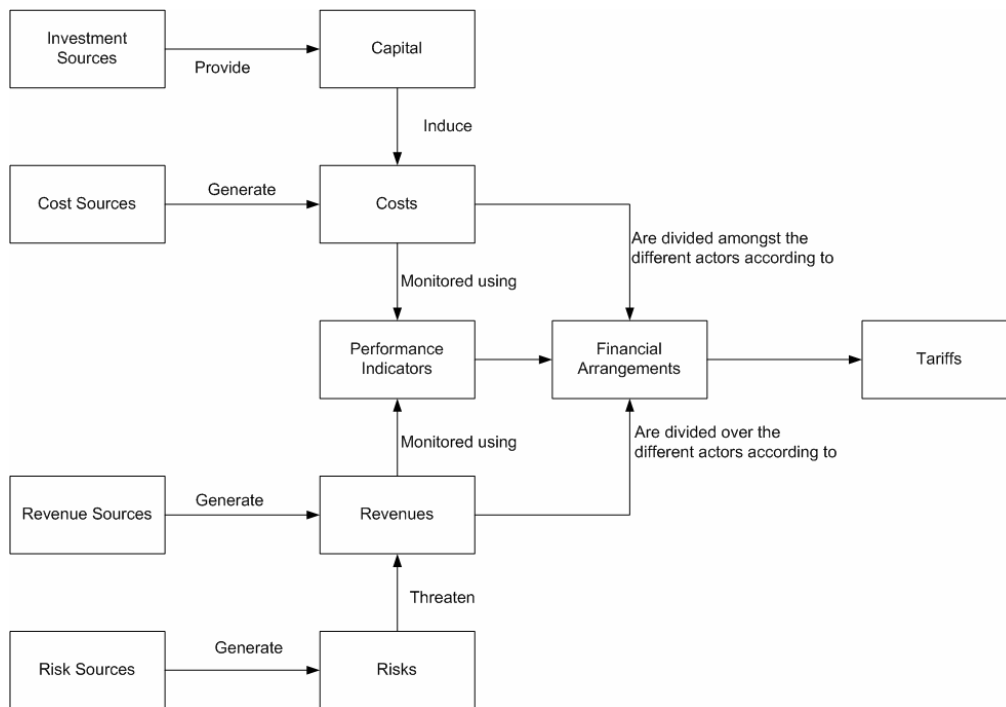 Investment
Sources
Provide
Capital
Induce
Cost Sources
Generate
Costs
Are divided amongst the
different actors according to
Monitored using
Performance
Indicators
Financial
Arrangements
Tariffs
Monitored using
Are divided over the
different actors according to
Revenue Sources
Generate
Revenues
Threaten
Risk Sources
Generate
Risks